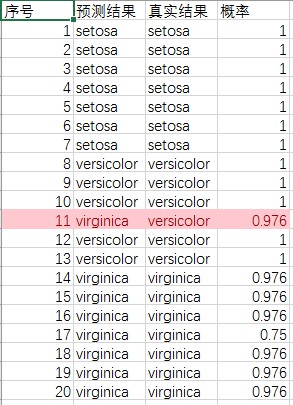 序号 预测结果 真实结果 概率
1 setosa setosa 1
2 setosa setosa 1
3 setosa setosa 1
4 setosa setosa 1
5 setosa setosa 1
6 setosa setosa 1
7 setosa setosa 1
8 versicolor versicolor 1
9 versicolor versicolor 1
10 versicolor versicolor 1
11 virginica versicolor 0.976
12 versicolor versicolor 1
13 versicolor versicolor 1
14 virginica virginica 0.976
15 virginica virginica 0.976
16 virginica virginica 0.976
17 virginica virginica 0.75
18 virginica virginica 0.976
19 virginica virginica 0.976
20 virginica virginica 0.976